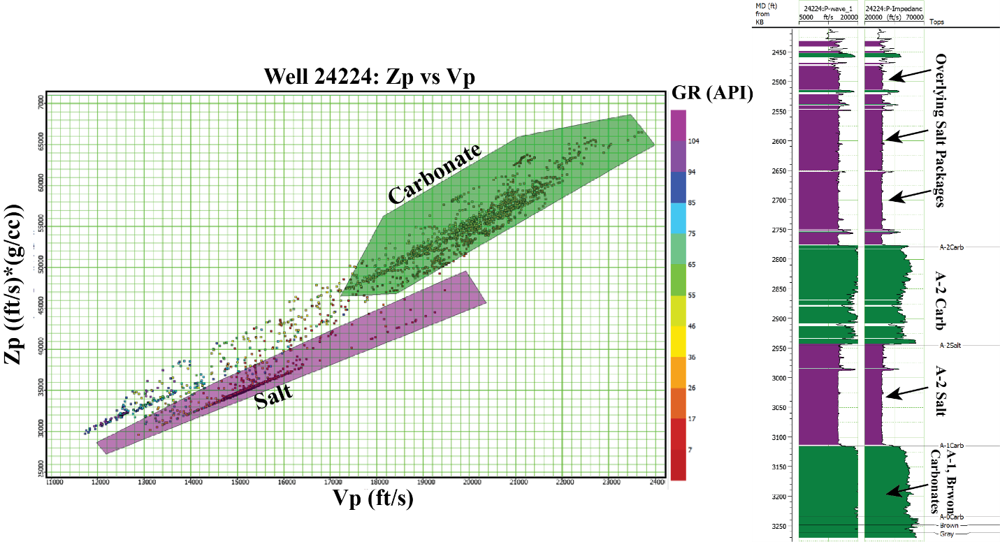 Well 24224: Zp vs Vp
Zp ((ft/s)*(g/cc))
7000
65000
60000
55000
50000
45000
40000
35000
30000
25000
Carbonate
Salt
11000 12000 13000 14000 15000 16000 17000 18000 19000 20000 21000 22000 23000 2400
Vp (ft/s)
GR (API)
104
94
85
75
65
55
46
36
26
17
7
MD (ft)
from
KB
24224:P-wave_1
5000 ft/s 20000
24224:P-Impedanc
20000 (ft/s) 70000
Tops
2450
2500
2550
2600
2650
2700
2750
2800
2850
2900
2950
3000
3050
3100
3150
3200
3250
Overlying Salt Packages
A-2Carb
A-2 Carb
A-2Salt
A-2 Salt
A-1Carb
A-1, Brwon
Carbonates
A-0Carb
Brown
Gray